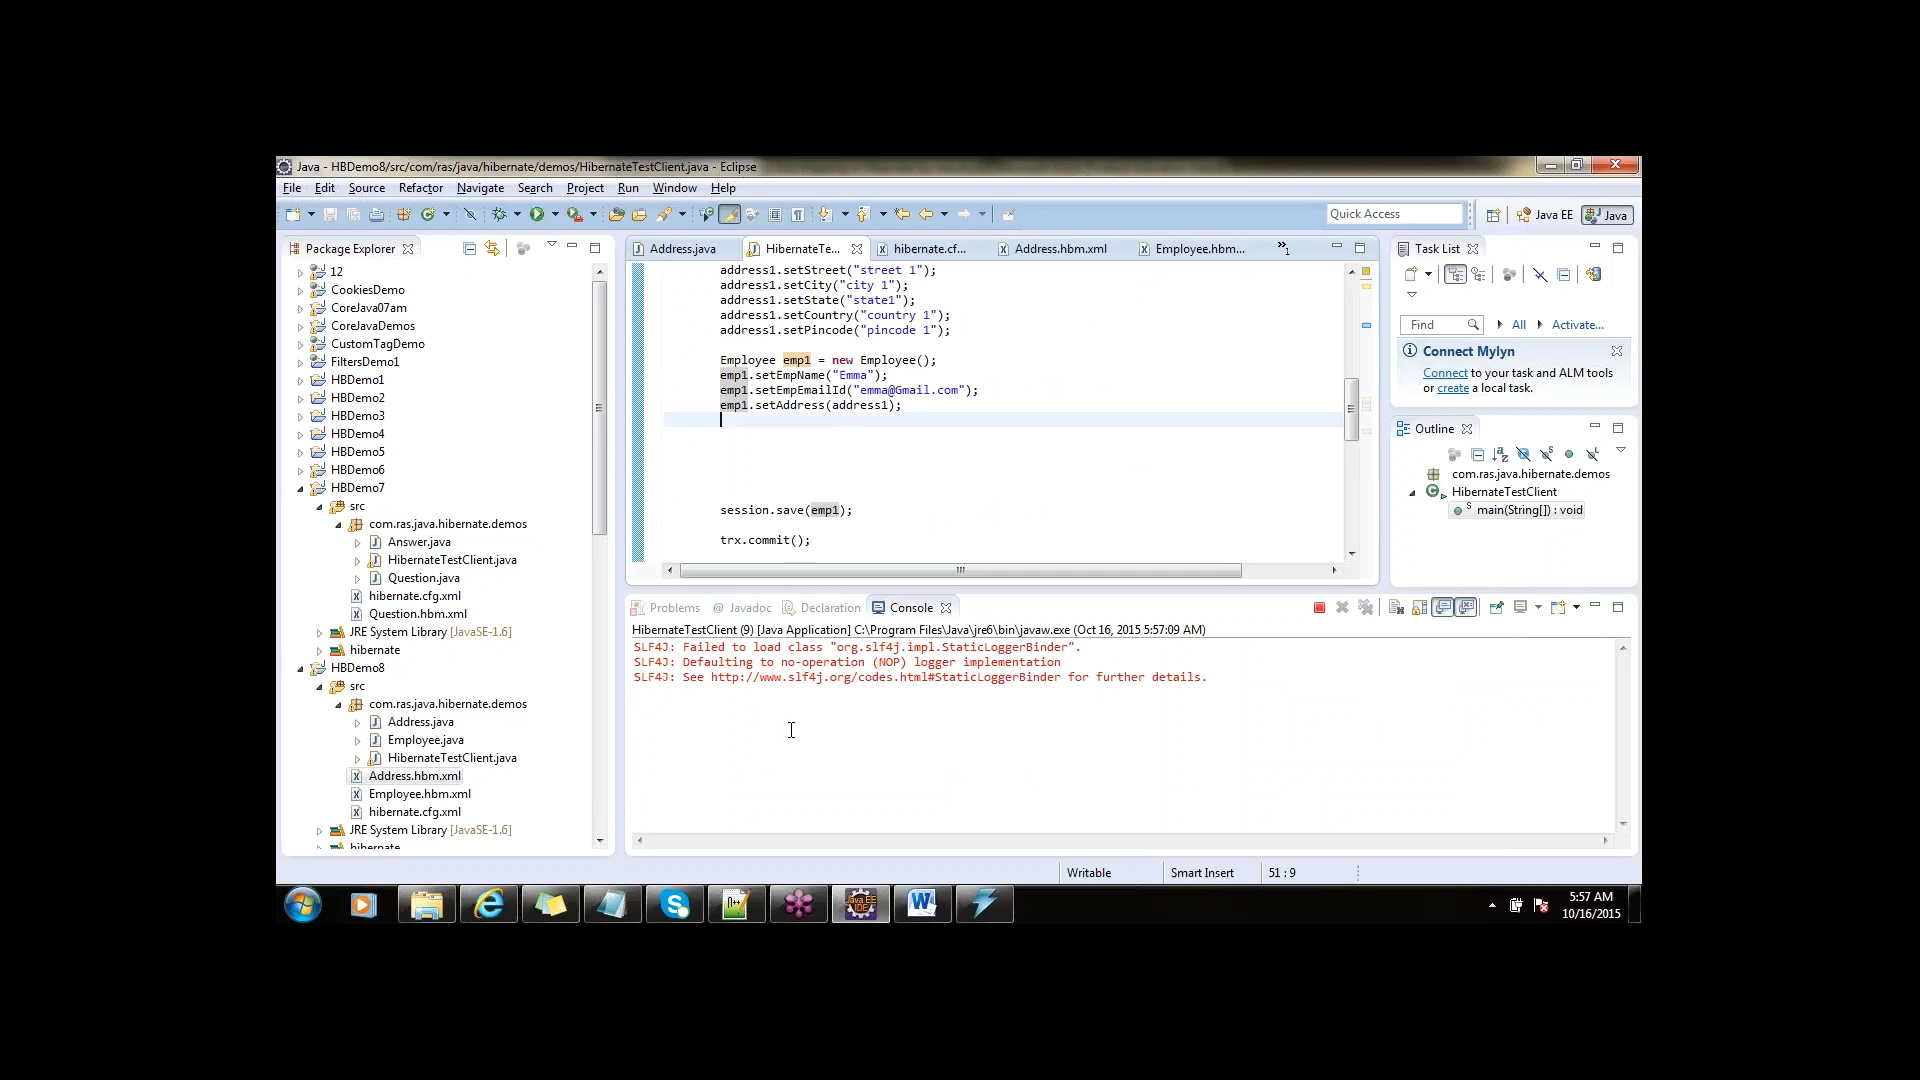 Java - HBDemo8/src/com/ras/java/hibernate/demos/HibernateTestClient.java - Eclipse
File Edit Source Refactor Navigate Search Project Run Window Help
Quick Access
Java EE
Java
Package Explorer
12
CookiesDemo
CoreJava07am
CoreJavaDemos
CustomTagDemo
FiltersDemo1
HBDemo1
HBDemo2
HBDemo3
HBDemo4
HBDemo5
HBDemo6
HBDemo7
src
com.ras.java.hibernate.demos
Answer.java
HibernateTestClient.java
Question.java
hibernate.cfg.xml
Question.hbm.xml
JRE System Library [JavaSE-1.6]
hibernate
HBDemo8
src
com.ras.java.hibernate.demos
Address.java
Employee.java
HibernateTestClient.java
Address.hbm.xml
Employee.hbm.xml
hibernate.cfg.xml
JRE System Library [JavaSE-1.6]
hibernate
Address.java HibernateTe... hibernate.cf... Address.hbm.xml Employee.hbm... »1
address1.setStreet("street 1");
address1.setCity("city 1");
address1.setState("state1");
address1.setCountry("country 1");
address1.setPincode("pincode 1");
Employee emp1 = new Employee();
emp1.setEmpName("Emma");
emp1.setEmpEmailId("emma@Gmail.com");
emp1.setAddress(address1);
session.save(emp1);
trx.commit();
Task List
Find All Activate...
Connect Mylyn
Connect to your task and ALM tools
or create a local task.
Outline
com.ras.java.hibernate.demos
HibernateTestClient
main(String[]) : void
Problems @ Javadoc Declaration Console
HibernateTestClient (9) [Java Application] C:\Program Files\Java\jre6\bin\javaw.exe (Oct 16, 2015 5:57:09 AM)
SLF4J: Failed to load class "org.slf4j.impl.StaticLoggerBinder".
SLF4J: Defaulting to no-operation (NOP) logger implementation
SLF4J: See http://www.slf4j.org/codes.html#StaticLoggerBinder for further details.
Writable Smart Insert 51 : 9
5:57 AM
10/16/2015